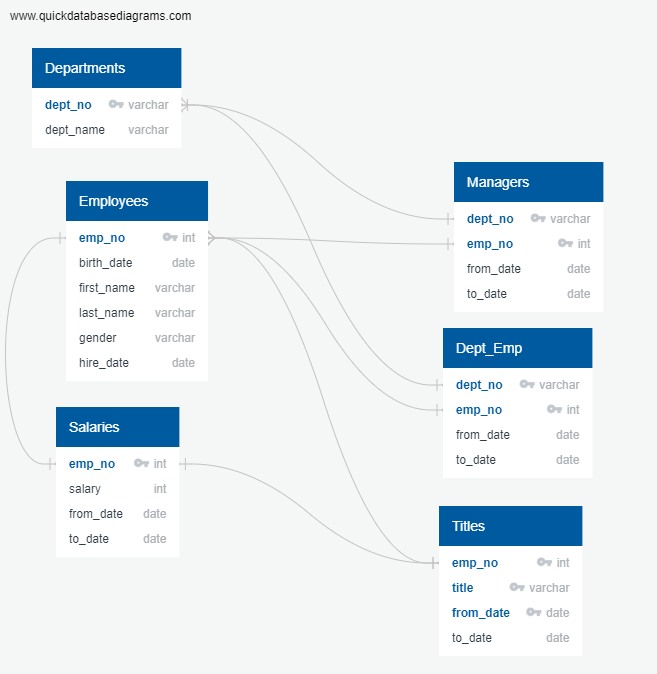 www.quickdatabasediagrams.com
Departments
dept_no varchar
dept_name varchar
Employees
emp_no int
birth_date date
first_name varchar
last_name varchar
gender varchar
hire_date date
Salaries
emp_no int
salary int
from_date date
to_date date
Managers
dept_no varchar
emp_no int
from_date date
to_date date
Dept_Emp
dept_no varchar
emp_no int
from_date date
to_date date
Titles
emp_no int
title varchar
from_date date
to_date date